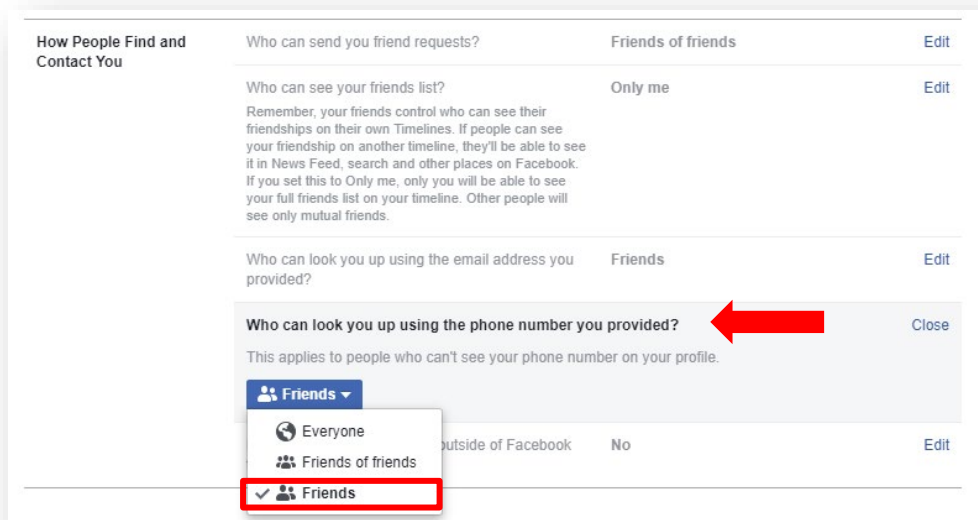 How People Find and Contact You
Who can send you friend requests? Friends of friends Edit
Who can see your friends list? Only me Edit
Remember, your friends control who can see their
friendships on their own Timelines. If people can see
your friendship on another timeline, they'll be able to see
it in News Feed, search and other places on Facebook.
If you set this to Only me, only you will be able to see
your full friends list on your timeline. Other people will
see only mutual friends.
Who can look you up using the email address you
provided? Friends Edit
Who can look you up using the phone number you provided? Close
This applies to people who can't see your phone number on your profile.
Friends
Everyone
outside of Facebook No Edit
Friends of friends
Friends